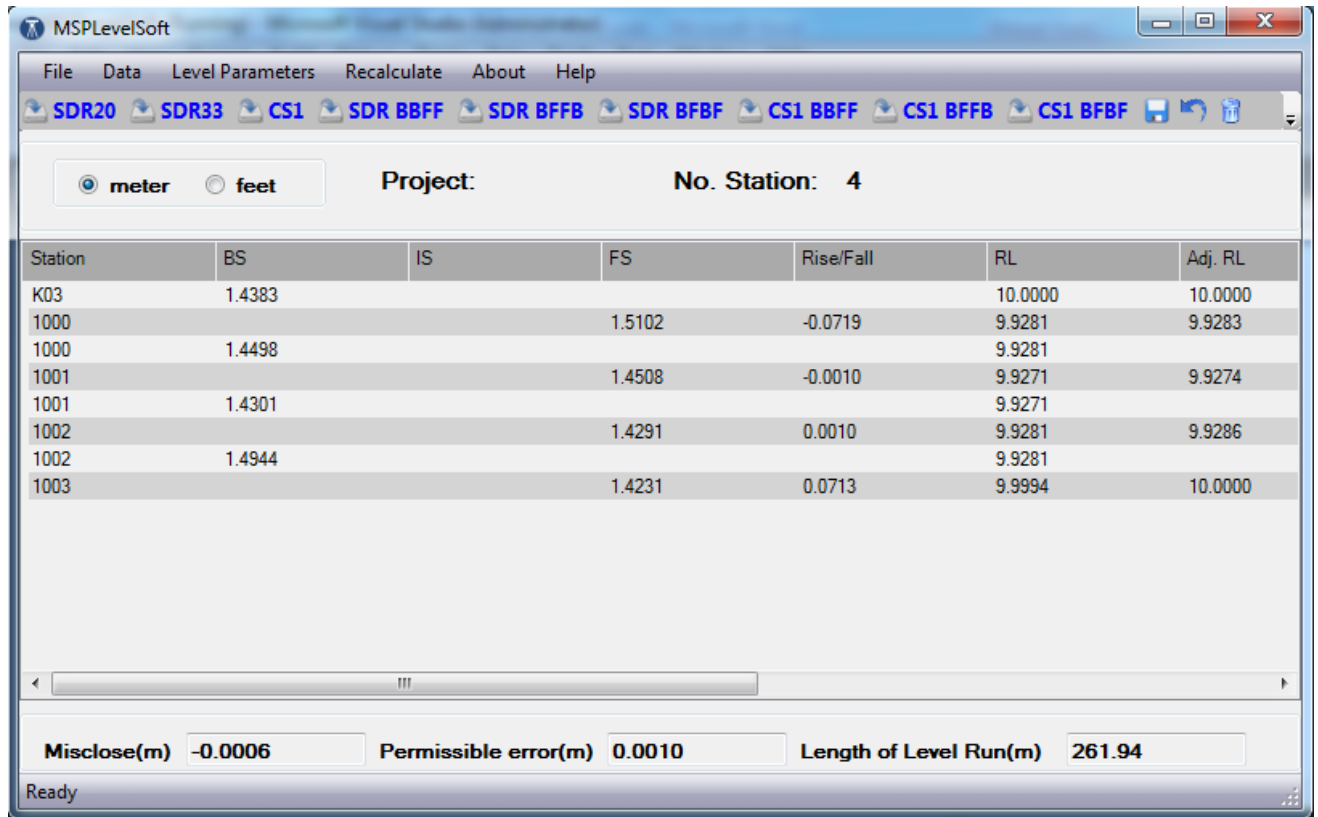 MSPLevelSoft
File Data Level Parameters Recalculate About Help
SDR20 SDR33 CS1 SDR BBFF SDR BFFB SDR BFBF CS1 BBFF CS1 BFFB CS1 BFBF
meter feet Project: No. Station: 4
Station BS IS FS Rise/Fall RL Adj. RL
K03 1.4383 10.0000 10.0000
1000 1.5102 -0.0719 9.9281 9.9283
1000 1.4498 9.9281
1001 1.4508 -0.0010 9.9271 9.9274
1001 1.4301 9.9271
1002 1.4291 0.0010 9.9281 9.9286
1002 1.4944 9.9281
1003 1.4231 0.0713 9.9994 10.0000
Misclose(m) -0.0006 Permissible error(m) 0.0010 Length of Level Run(m) 261.94
Ready